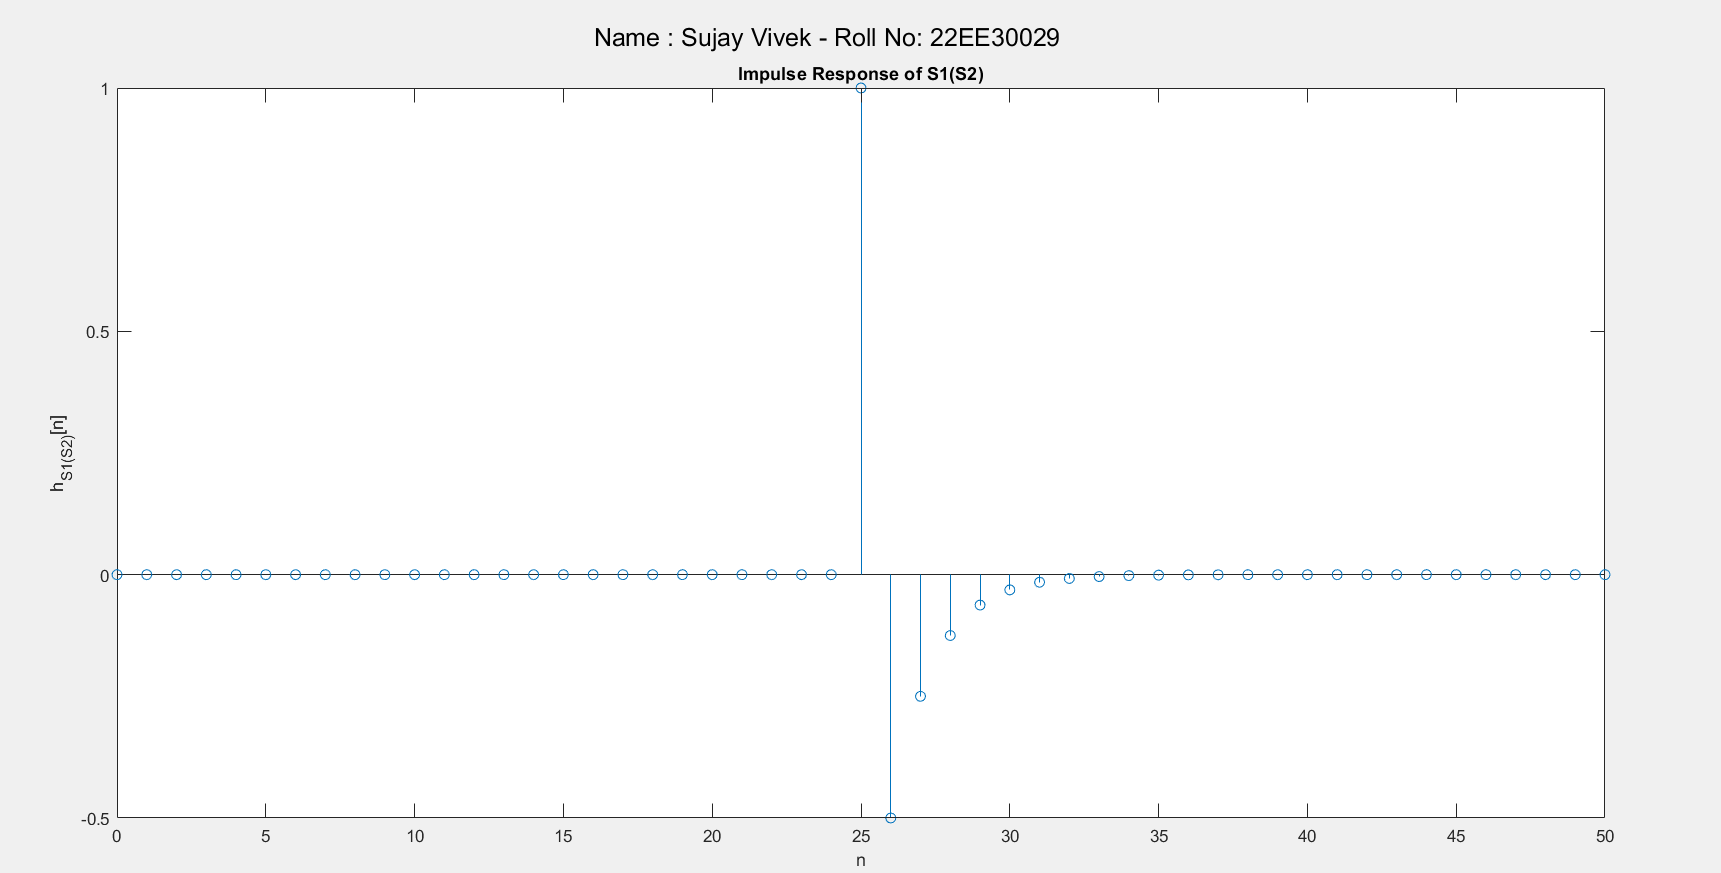 Name : Sujay Vivek - Roll No: 22EE30029
Impulse Response of S1(S2)
1
0.5
0
-0.5
h_S1(S2)[n]
0 5 10 15 20 25 30 35 40 45 50
n